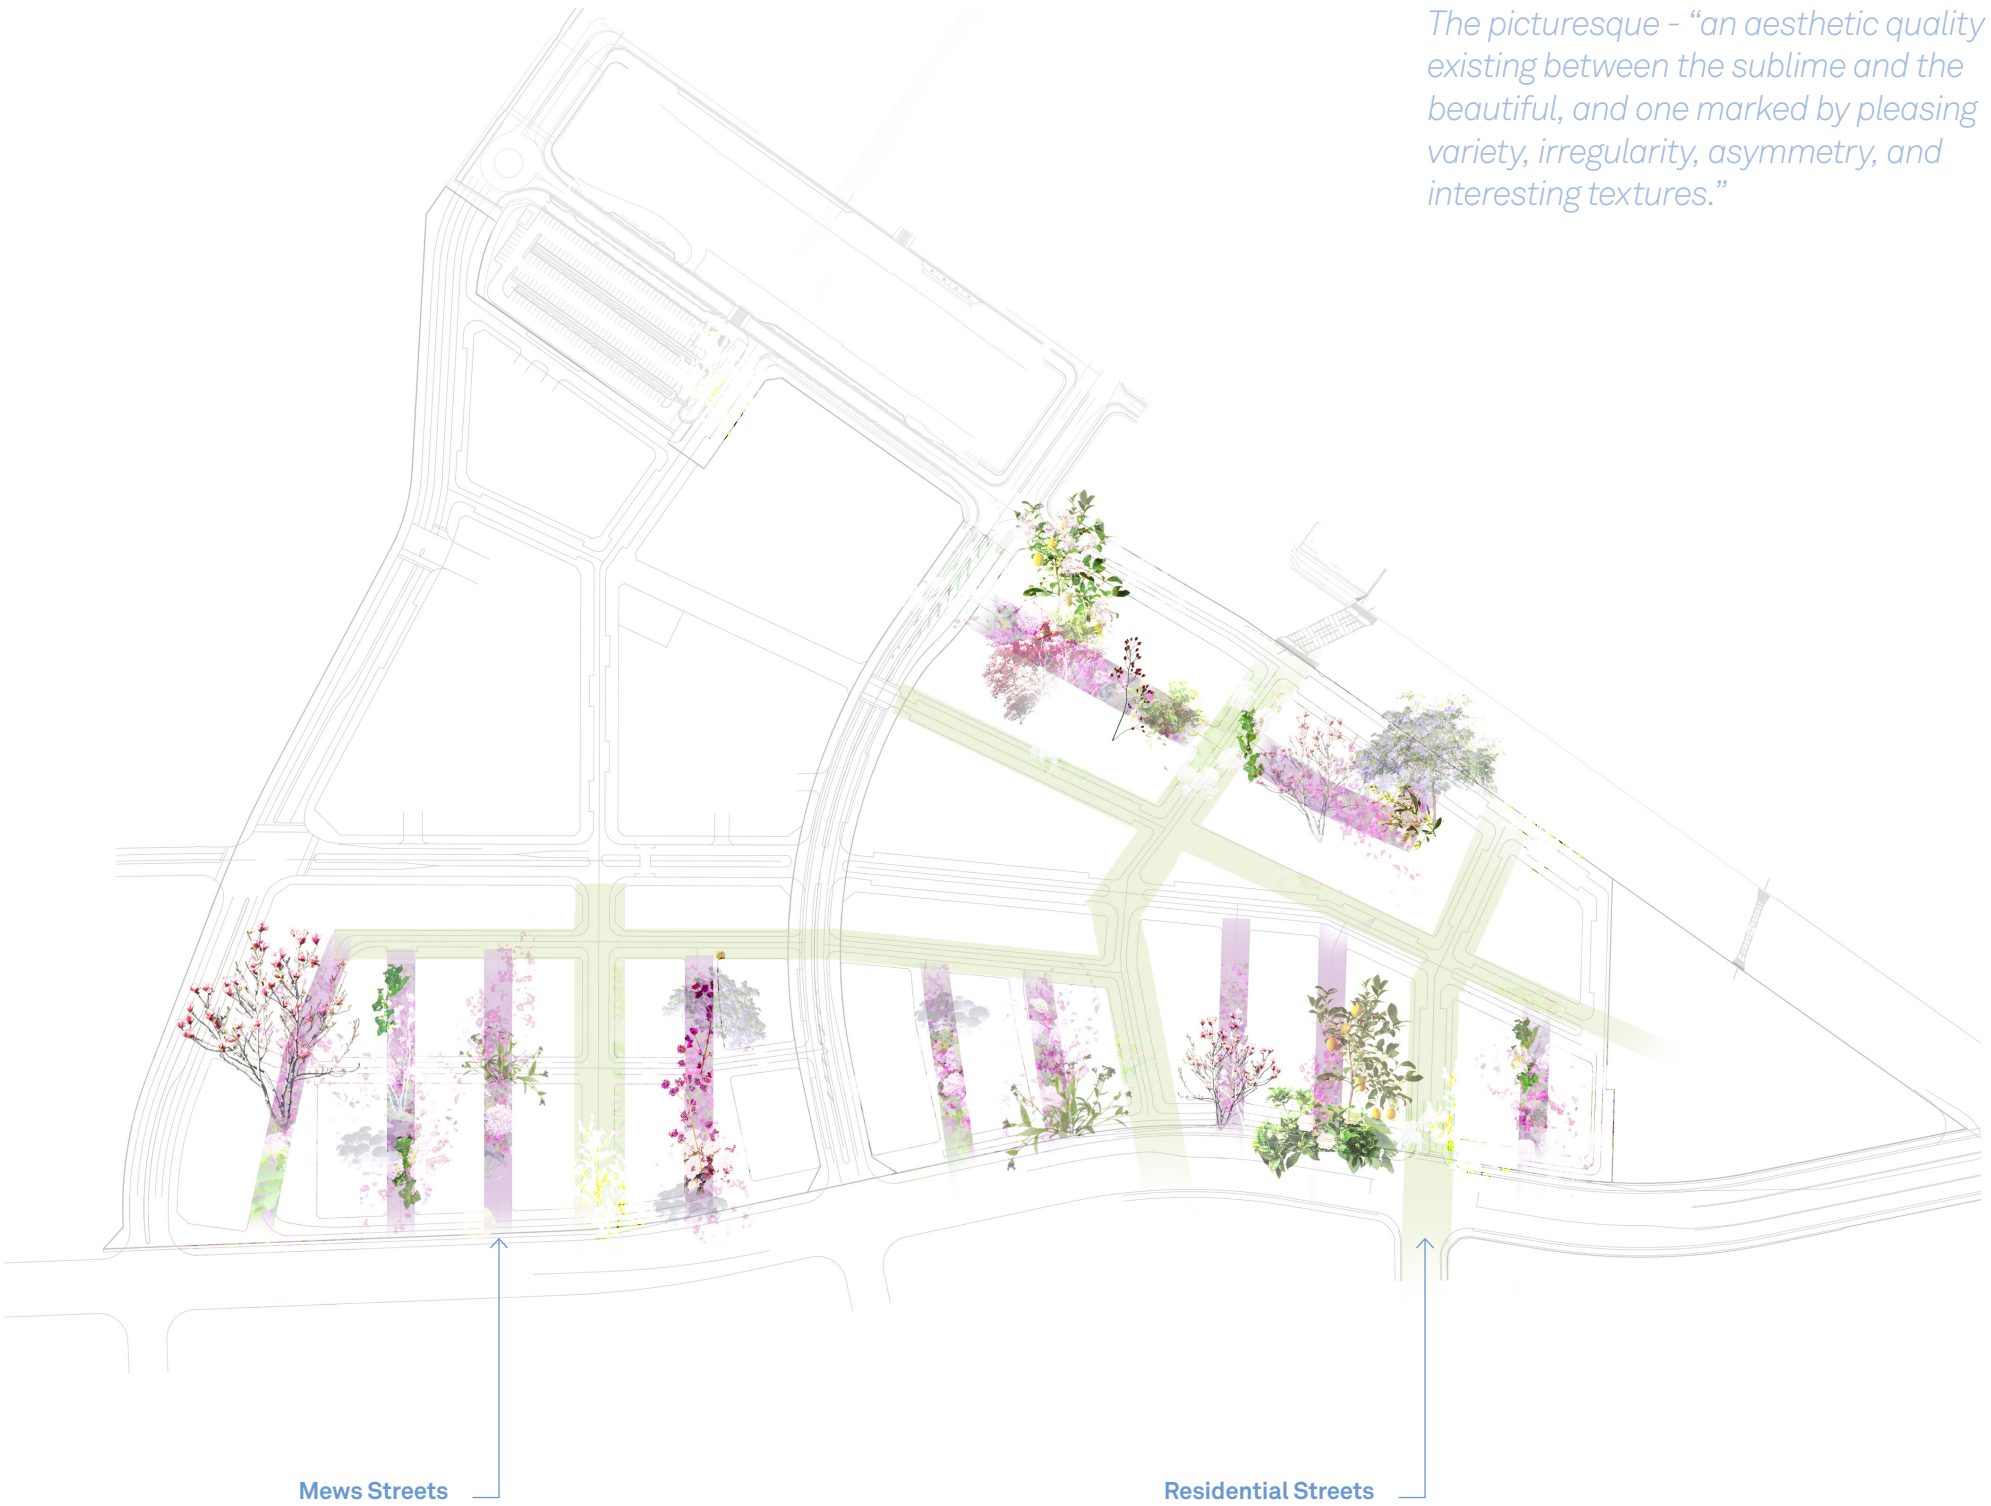 The picturesque - “an aesthetic quality
existing between the sublime and the
beautiful, and one marked by pleasing
variety, irregularity, asymmetry, and
interesting textures.”
Mews Streets
Residential Streets